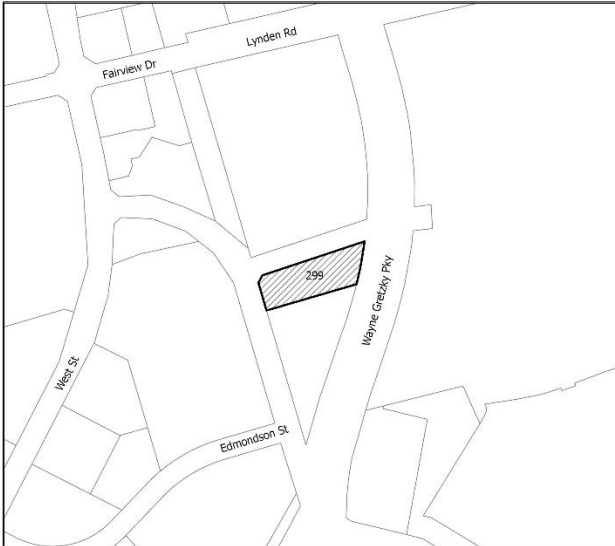 Lynden Rd
Fairview Dr
299
Wayne Gretzky Pky
West St
Edmondson St